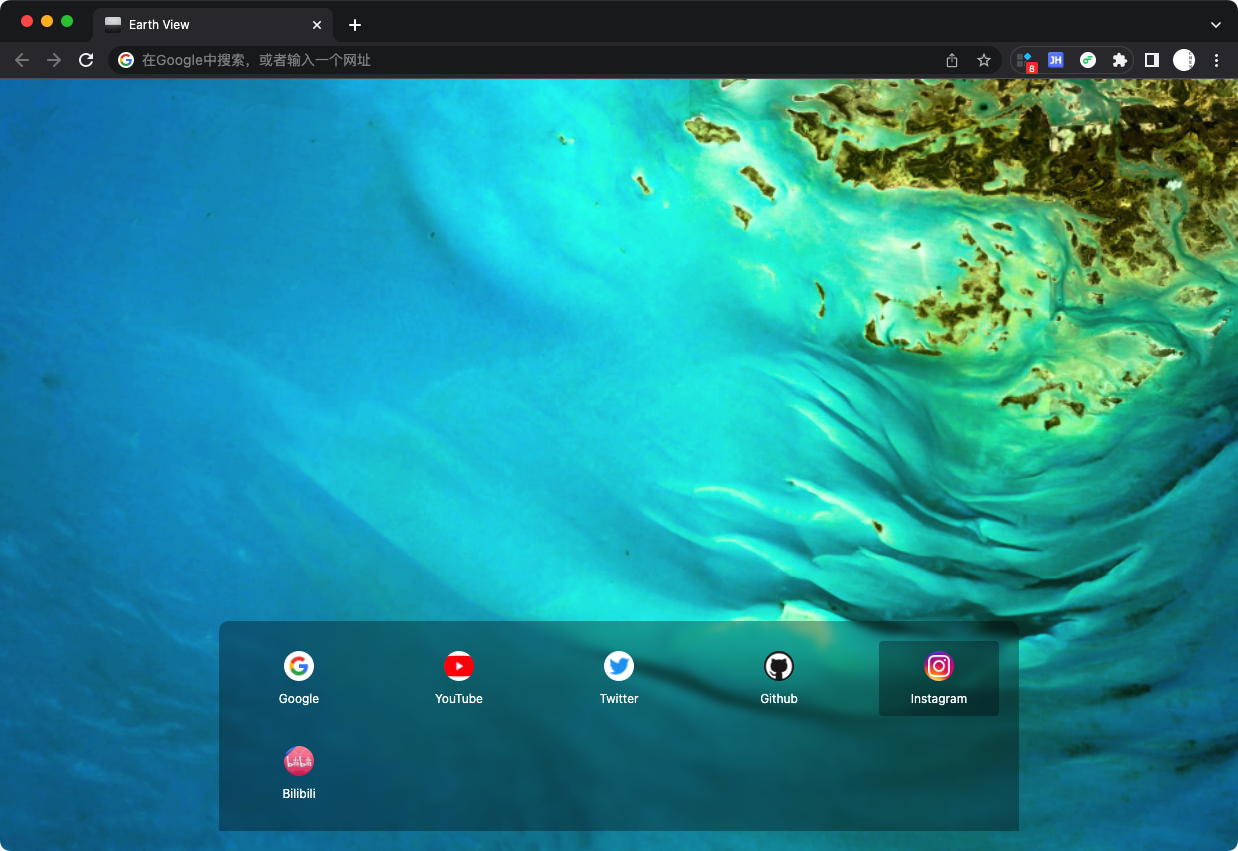 Earth View
在Google中搜索，或者输入一个网址
8
JH
Google
YouTube
Twitter
Github
Instagram
Bilibili